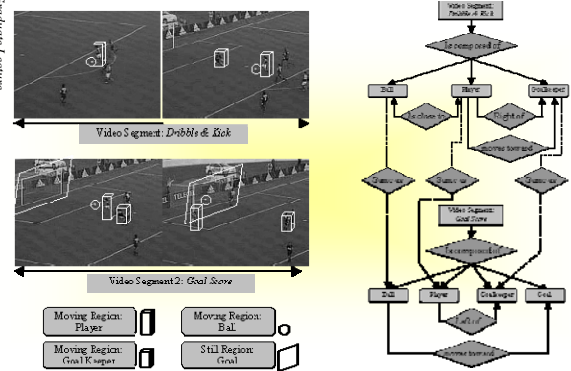 Video Segment: Dribble & Kick
Video Segment 2: Goal Score
Moving Region:
Player
Moving Region:
Ball
Moving Region:
Goal Keeper
Still Region:
Goal
Video Segment:
Dribble & Kick
Is composed of
Ball
Player
Goalkeeper
Is close to
Right of
moves toward
Same as
Same as
Same as
Video Segment:
Goal Score
Is composed of
Ball
Player
Goalkeeper
Goal
Left of
moves toward